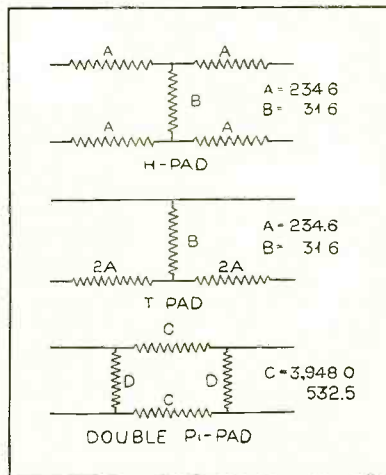 A A
B
A = 234 6
B = 31 6
A A
H-PAD
B
A = 234.6
B = 31 6
2A 2A
T PAD
C
D D
C = 3,948 0
532.5
C
DOUBLE PI-PAD